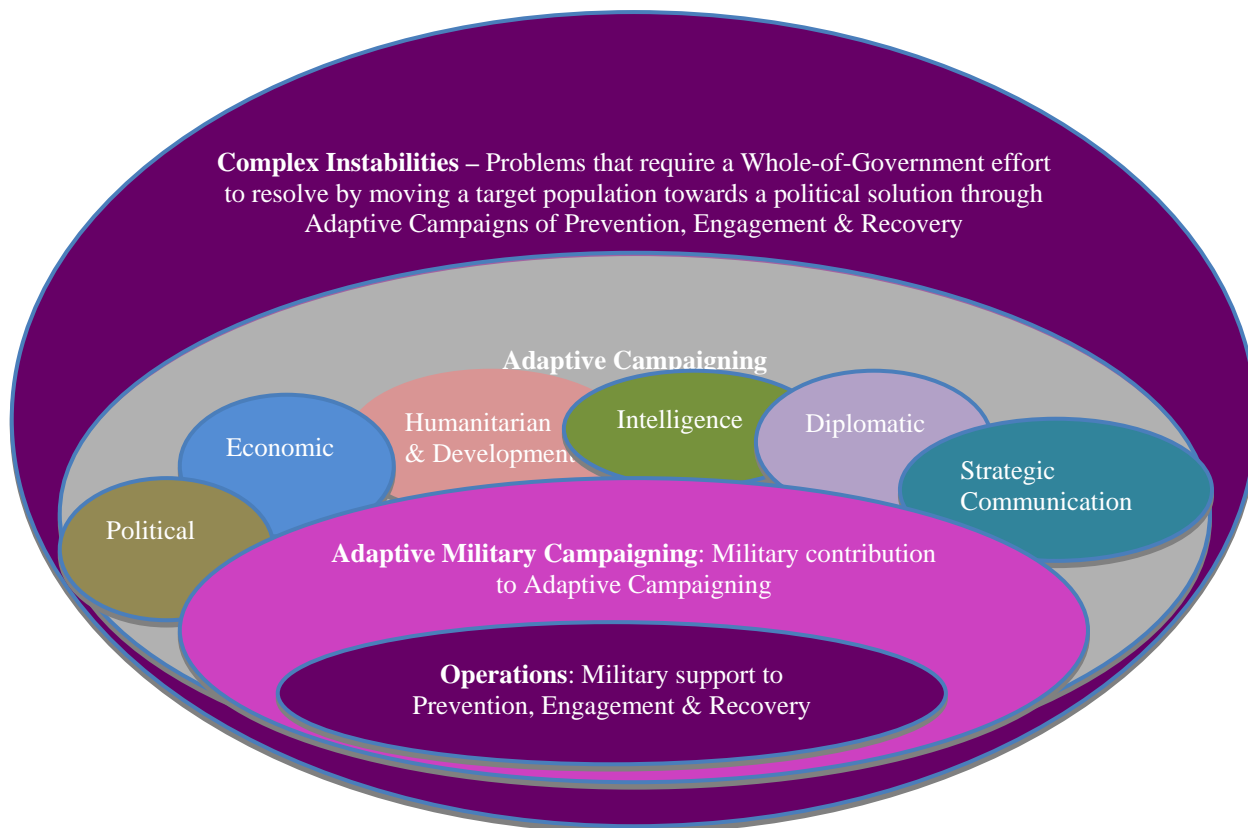 Complex Instabilities – Problems that require a Whole-of-Government effort
to resolve by moving a target population towards a political solution through
Adaptive Campaigns of Prevention, Engagement & Recovery
Adaptive Campaigning
Humanitarian
& Development
Intelligence
Diplomatic
Economic
Strategic
Communication
Political
Adaptive Military Campaigning: Military contribution
to Adaptive Campaigning
Operations: Military support to
Prevention, Engagement & Recovery